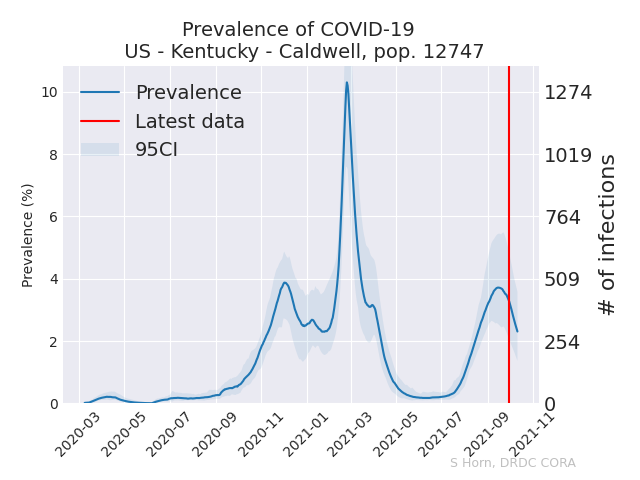 Prevalence of COVID-19
US - Kentucky - Caldwell, pop. 12747
Prevalence
Latest data
95CI
Prevalence (%)
10
8
6
4
2
0
1274
1019
764
509
254
0
# of infections
2020-03
2020-05
2020-07
2020-09
2020-11
2021-01
2021-03
2021-05
2021-07
2021-09
2021-11
S Horn, DRDC CORA